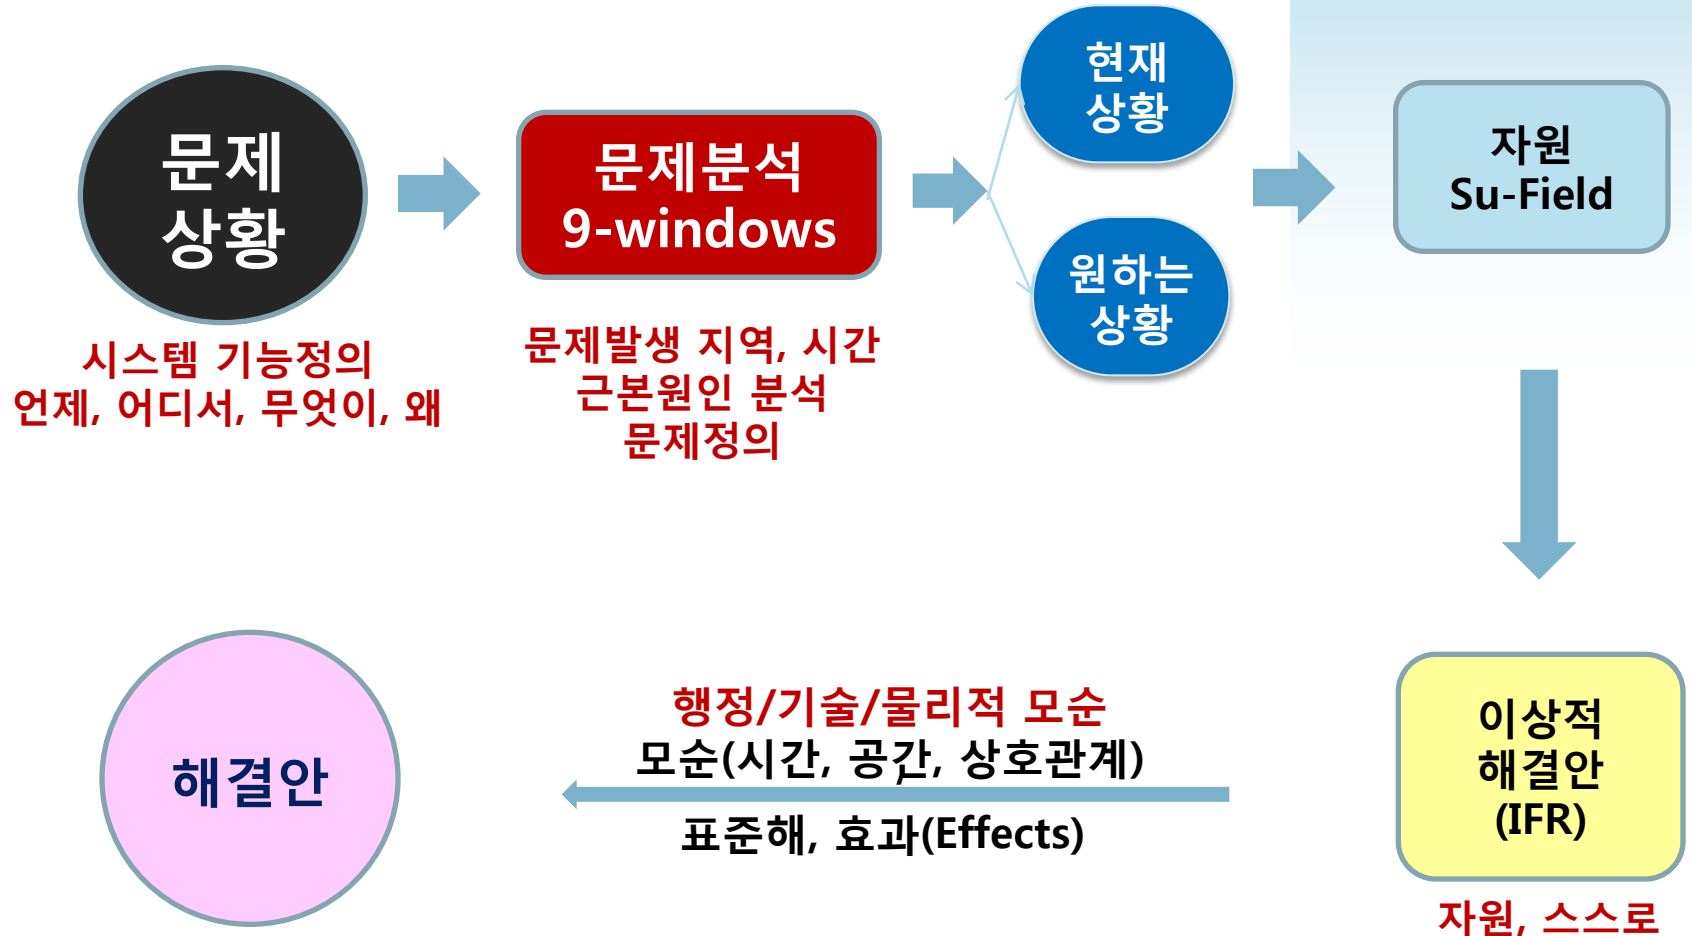 문제
상황
시스템 기능정의
언제, 어디서, 무엇이, 왜
문제분석
9-windows
문제발생 지역, 시간
근본원인 분석
문제정의
현재
상황
원하는
상황
자원
Su-Field
이상적
해결안
(IFR)
자원, 스스로
행정/기술/물리적 모순
모순(시간, 공간, 상호관계)
,
표준해, 효과(Effects)
해결안